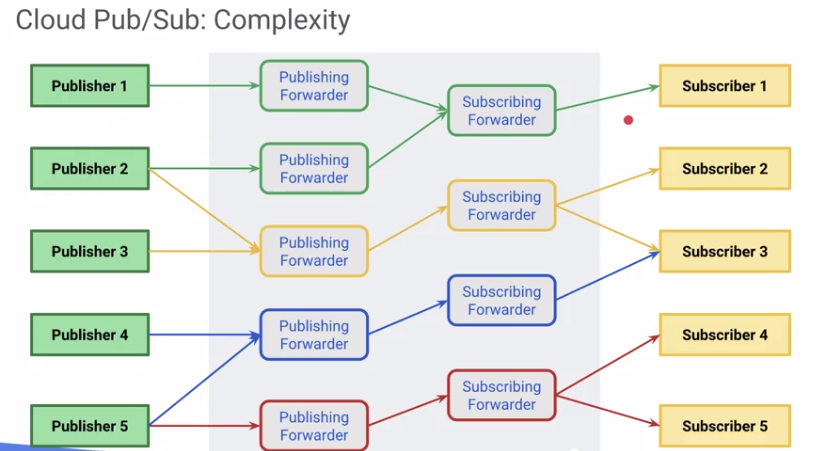 Cloud Pub/Sub: Complexity
Publisher 1
Publishing
Forwarder
Subscribing
Forwarder
Subscriber 1
Publisher 2
Publishing
Forwarder
Subscribing
Forwarder
Subscriber 2
Publisher 3
Publishing
Forwarder
Subscriber 3
Publisher 4
Publishing
Forwarder
Subscribing
Forwarder
Subscriber 4
Publisher 5
Publishing
Forwarder
Subscribing
Forwarder
Subscriber 5